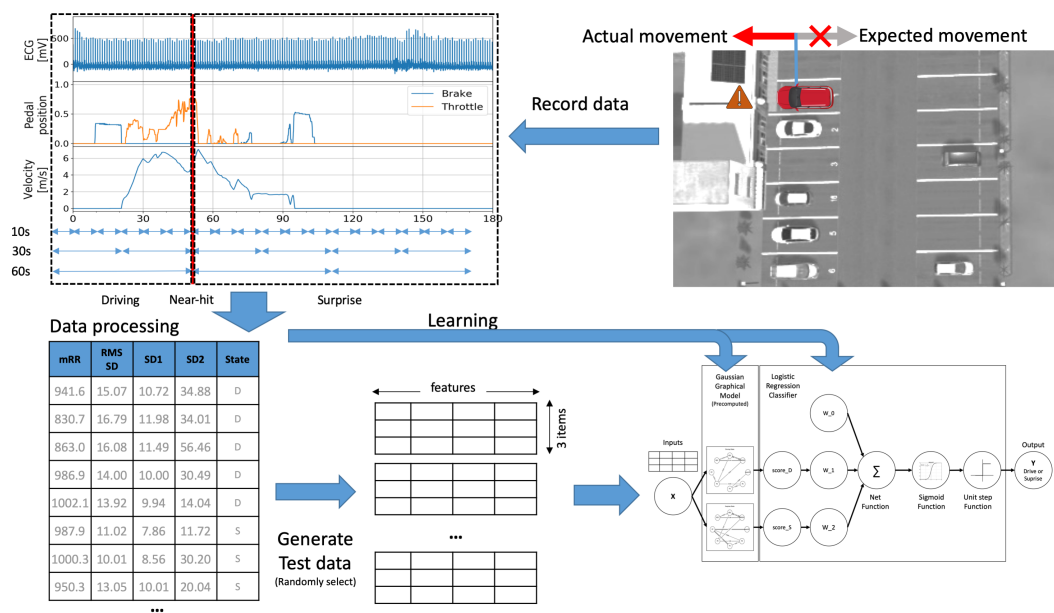 Actual movement
Expected movement
ECG
[mV]
500
0
Pedal
position
1.0
0.5
0.0
Brake
Throttle
Velocity
[m/s]
6
4
2
0
0
30
60
90
120
150
180
10s
30s
60s
Driving
Near-hit
Surprise
Record data
2
3
5
6
Data processing
Learning
mRR
RMS
SD
SD1
SD2
State
941.6 15.07 10.72 34.88 D
830.7 16.79 11.98 34.01 D
863.0 16.08 11.49 56.46 D
986.9 14.00 10.00 30.49 D
1002.1 13.92 9.94 14.04 D
987.9 11.02 7.86 11.72 S
1000.3 10.01 8.56 30.20 S
950.3 13.05 10.01 20.04 S
...
features
3 items
...
Generate
Test data
(Randomly select)
Gaussian
Graphical
Model
(Precomputed)
Logistic
Regression
Classifier
Inputs
X
score_D
score_S
W_0
W_1
W_2
Σ
Net
Function
Sigmoid
Function
Unit step
Function
Output
Y
Drive or
Suprise